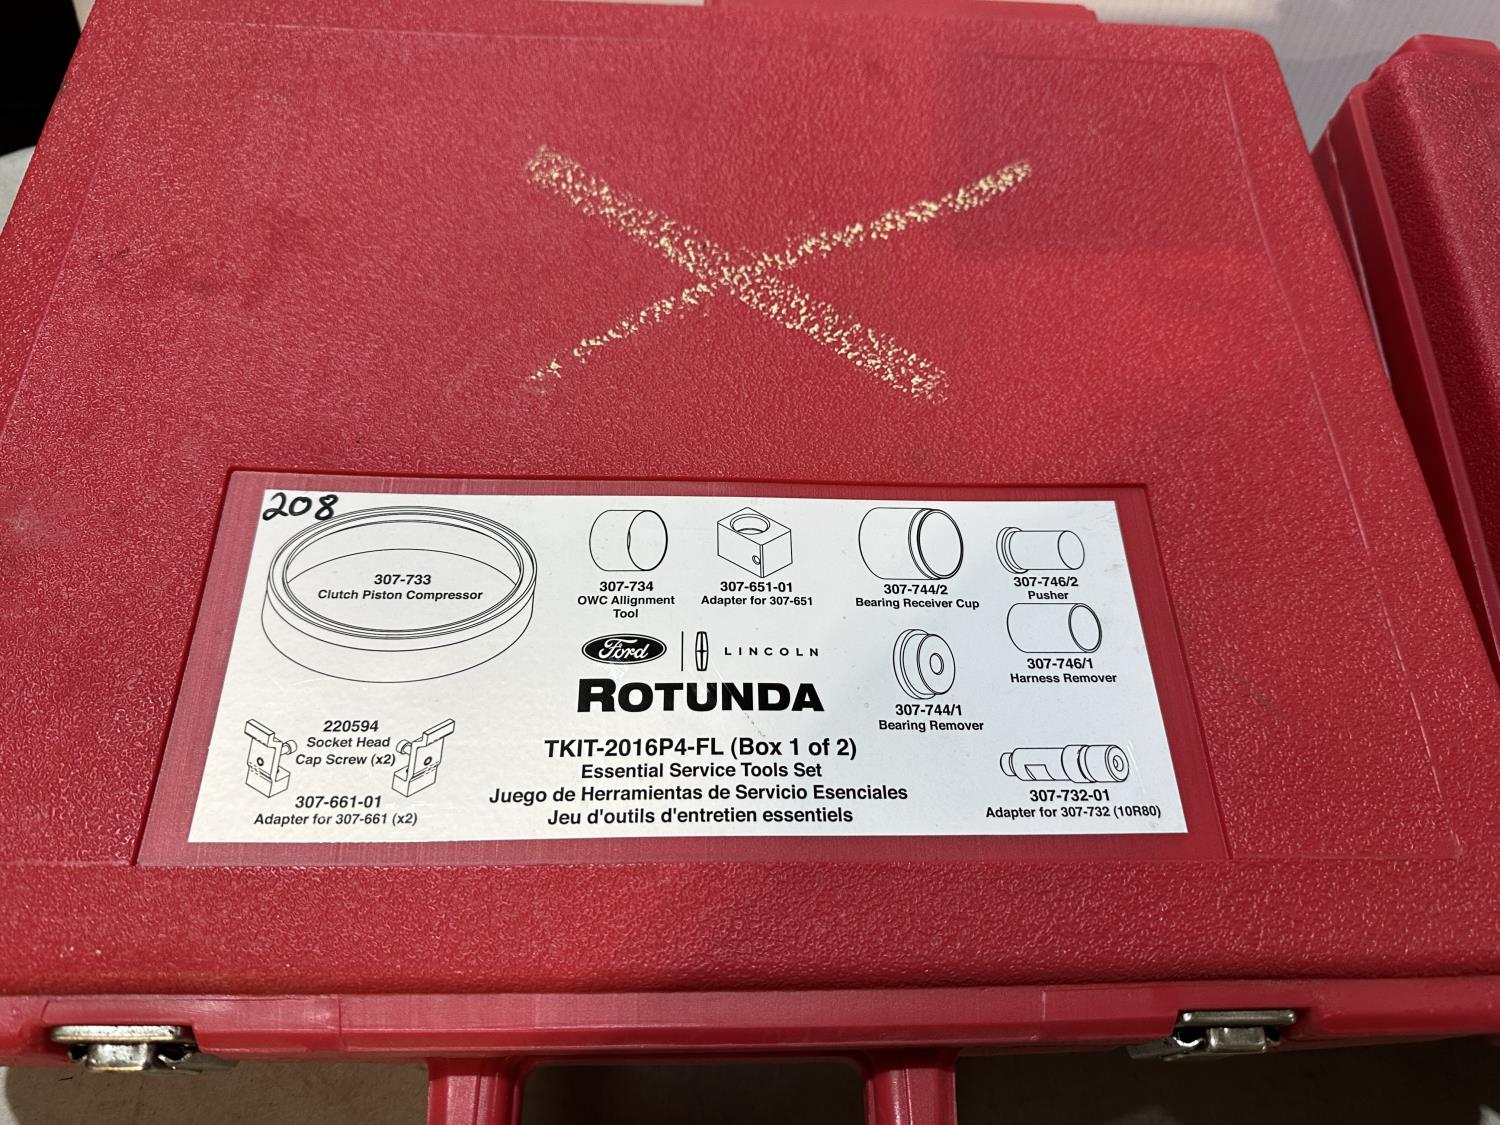 208
307-733
Clutch Piston Compressor
307-734
OWC Allignment
Tool
307-651-01
Adapter for 307-651
307-744/2
Bearing Receiver Cup
307-746/2
Pusher
307-746/1
Harness Remover
307-744/1
Bearing Remover
Ford
LINCOLN
ROTUNDA
220594
Socket Head
Cap Screw (x2)
307-661-01
Adapter for 307-661 (x2)
TKIT-2016P4-FL (Box 1 of 2)
Essential Service Tools Set
Juego de Herramientas de Servicio Esenciales
Jeu d'outils d'entretien essentiels
307-732-01
Adapter for 307-732 (10R80)